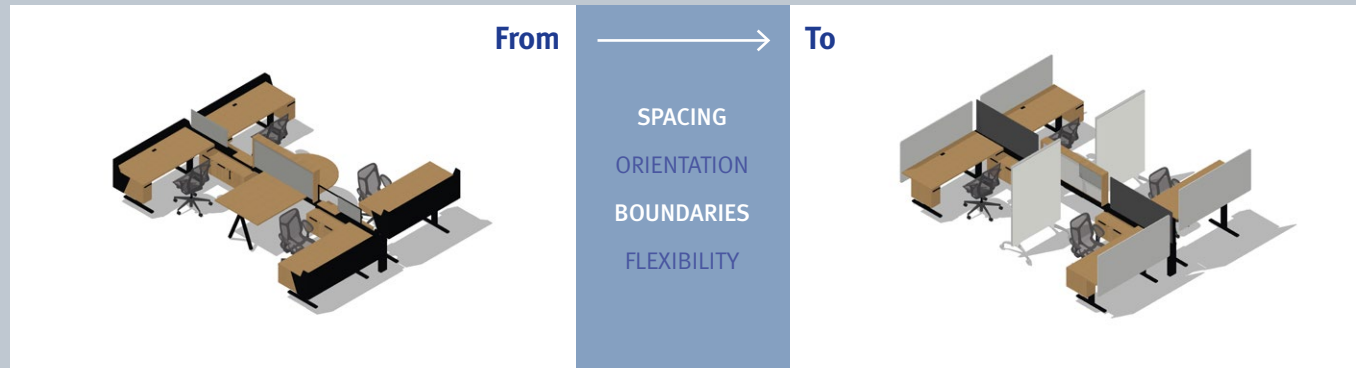 From
To
SPACING
ORIENTATION
BOUNDARIES
FLEXIBILITY